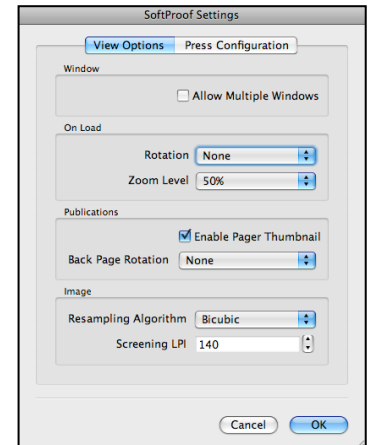 SoftProof Settings
View Options Press Configuration
Window
Allow Multiple Windows
On Load
Rotation None
Zoom Level 50%
Publications
Enable Pager Thumbnail
Back Page Rotation None
Image
Resampling Algorithm Bicubic
Screening LPI 140
Cancel OK